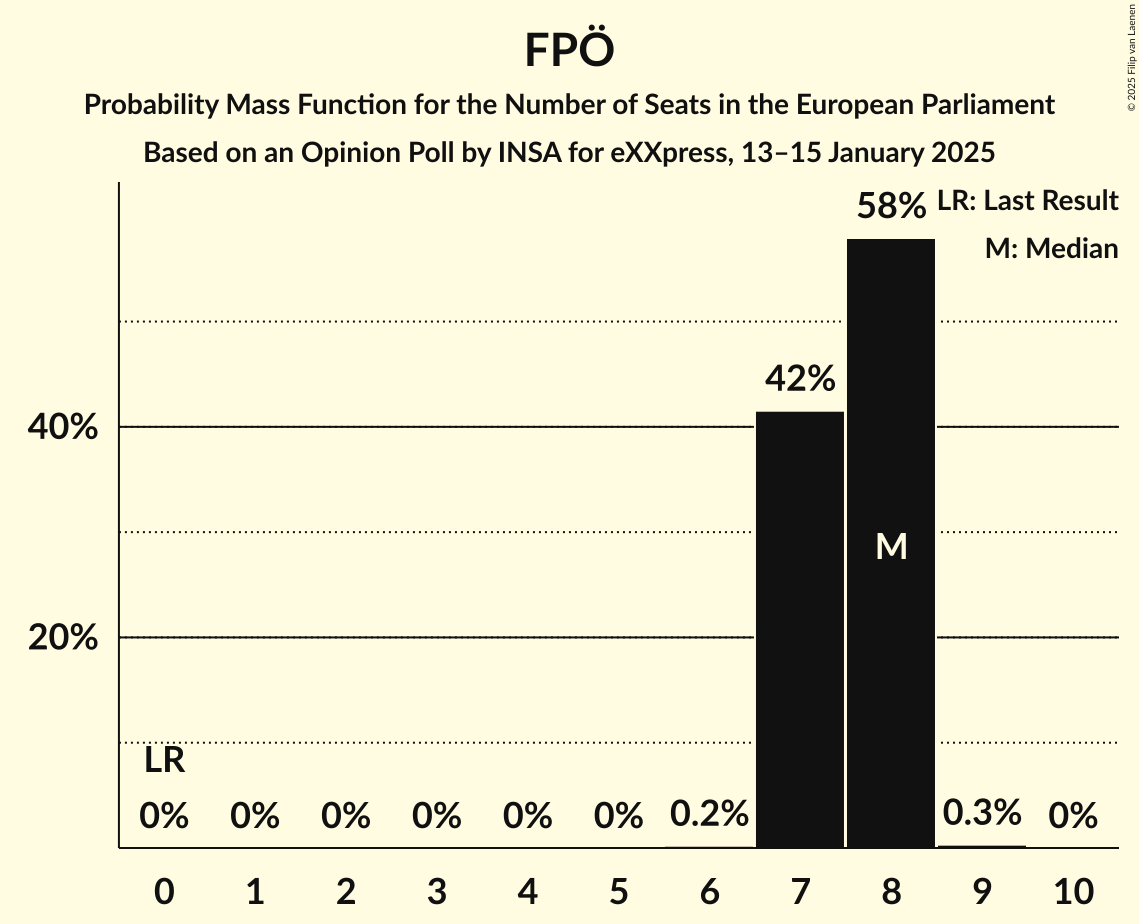 FPÖ
Probability Mass Function for the Number of Seats in the European Parliament
Based on an Opinion Poll by INSA for eXXpress, 13–15 January 2025
© 2025 Filip van Laenen
58%
LR: Last Result
M: Median
42%
40%
M
20%
LR
0% 0% 0% 0% 0% 0% 0.2% 0.3% 0%
0 1 2 3 4 5 6 7 8 9 10